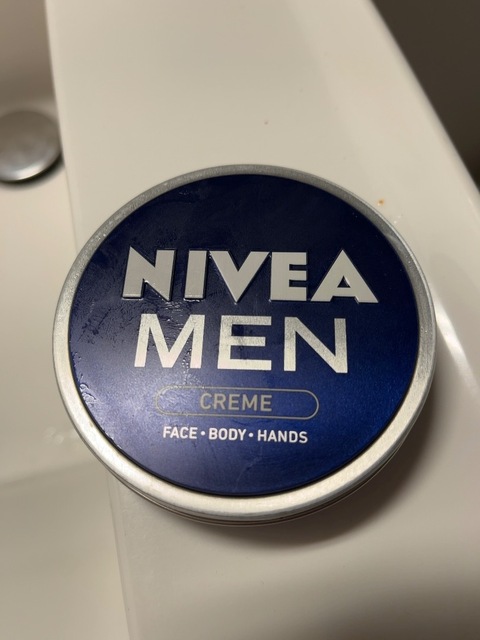 NIVEA
MEN
CREME
FACE • BODY • HANDS